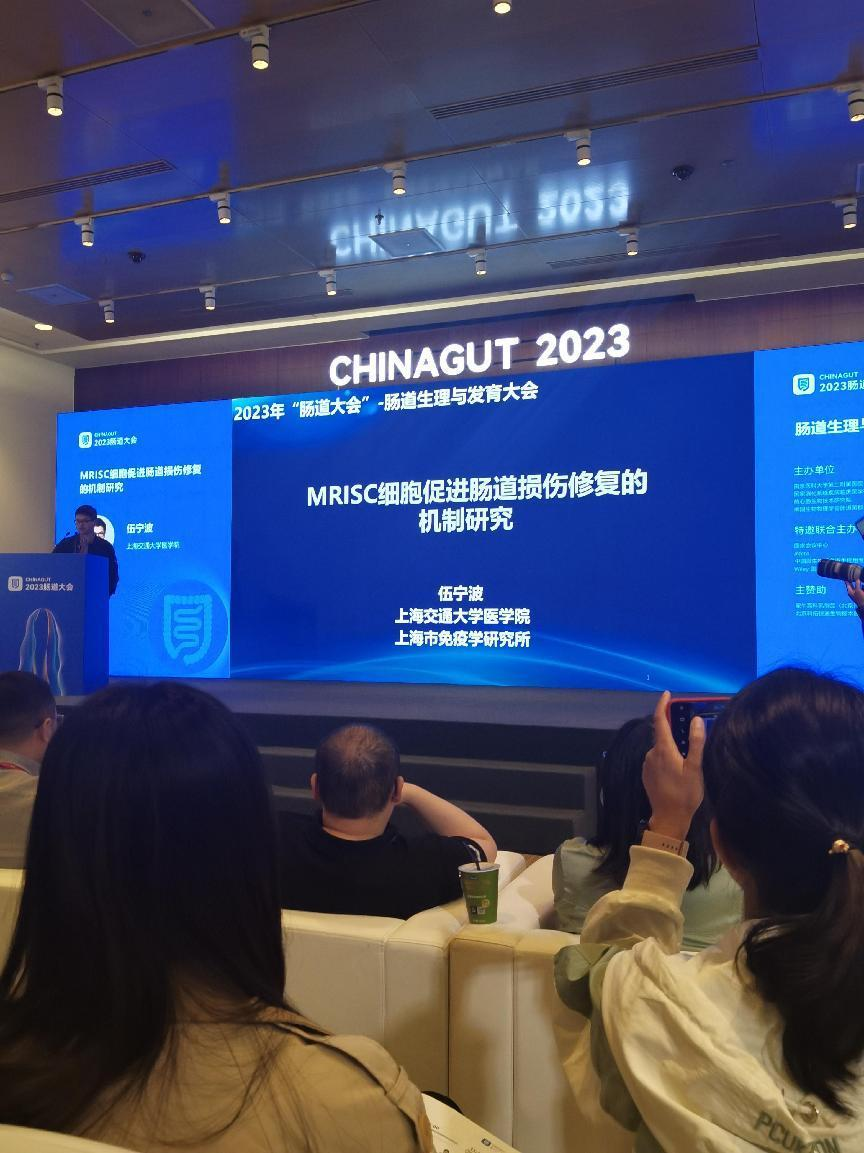 CHINAGUT 2023
2023年“肠道大会”-肠道生理与发育大会
MRISC细胞促进肠道损伤修复的
机制研究
伍宁波
上海交通大学医学院
上海市免疫学研究所
1
CHINAGUT
2023肠道大会
MRISC细胞促进肠道损伤修复
的机制研究
伍宁波
上海交通大学医学院
CHINAGUT
2023肠道大会
CHINAGUT
2023肠道
肠道生理与
主办单位
特邀联合主办
主赞助